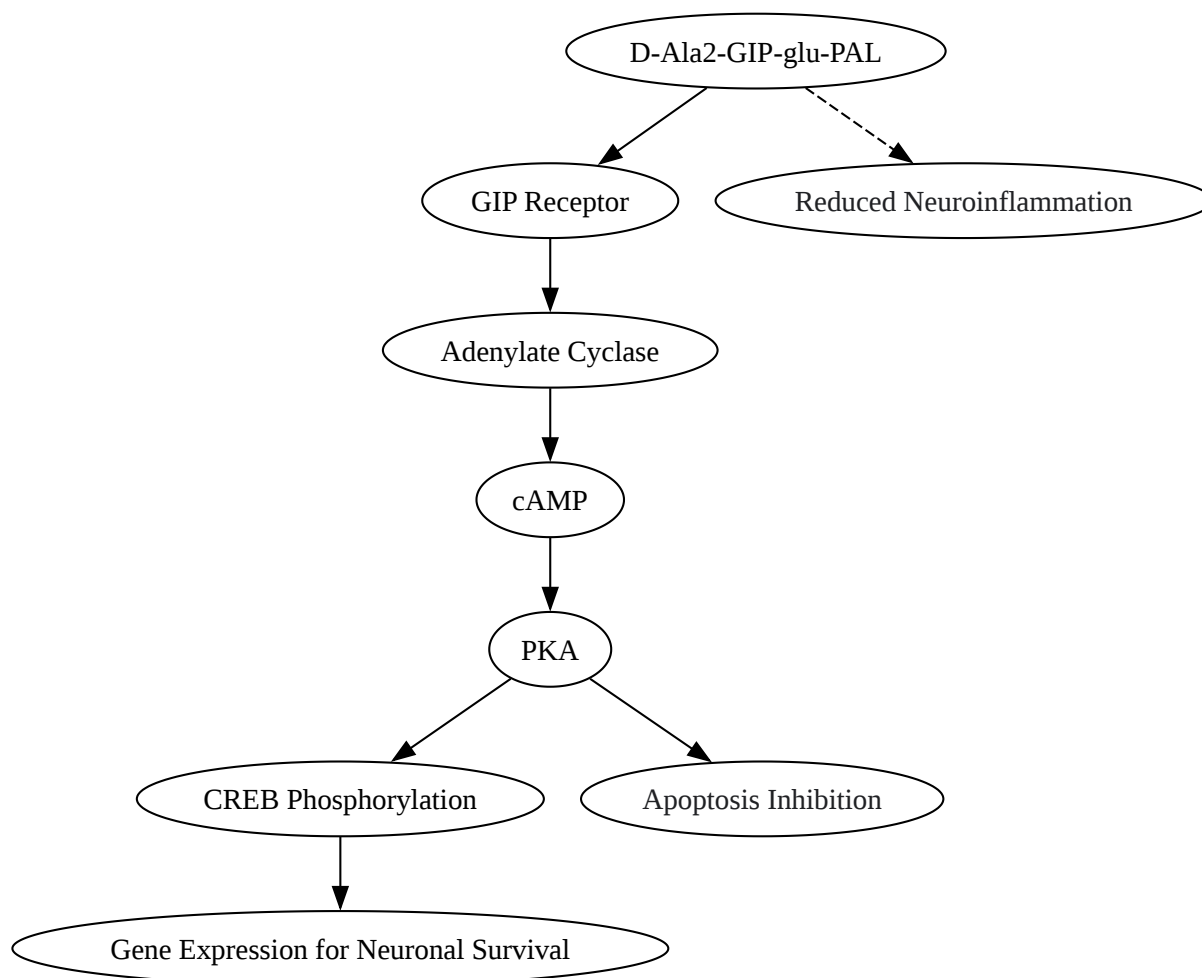 D-Ala2-GIP-glu-PAL
GIP Receptor
Reduced Neuroinflammation
Adenylate Cyclase
cAMP
PKA
CREB Phosphorylation
Apoptosis Inhibition
Gene Expression for Neuronal Survival